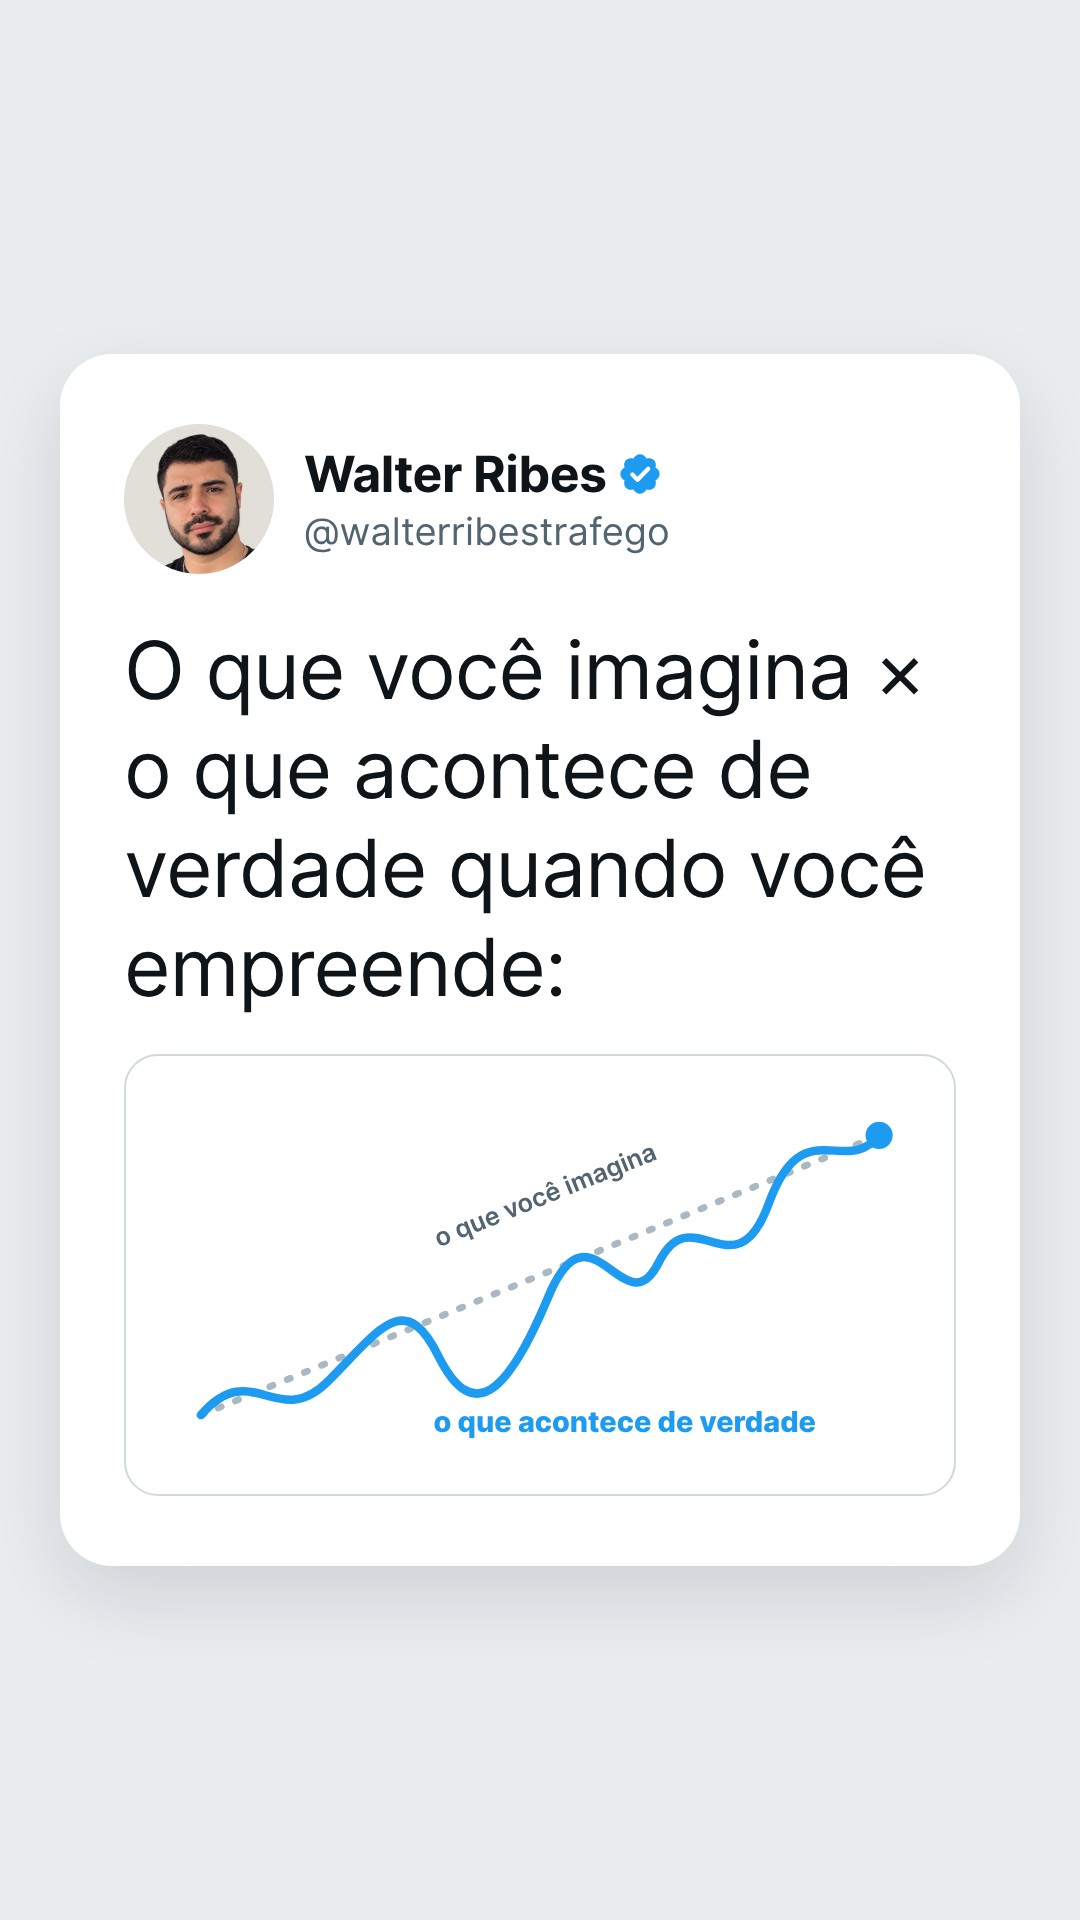 Walter Ribes
@walterribestrafego
O que você imagina ×
o que acontece de
verdade quando você
empreende:
o que você imagina
o que acontece de verdade